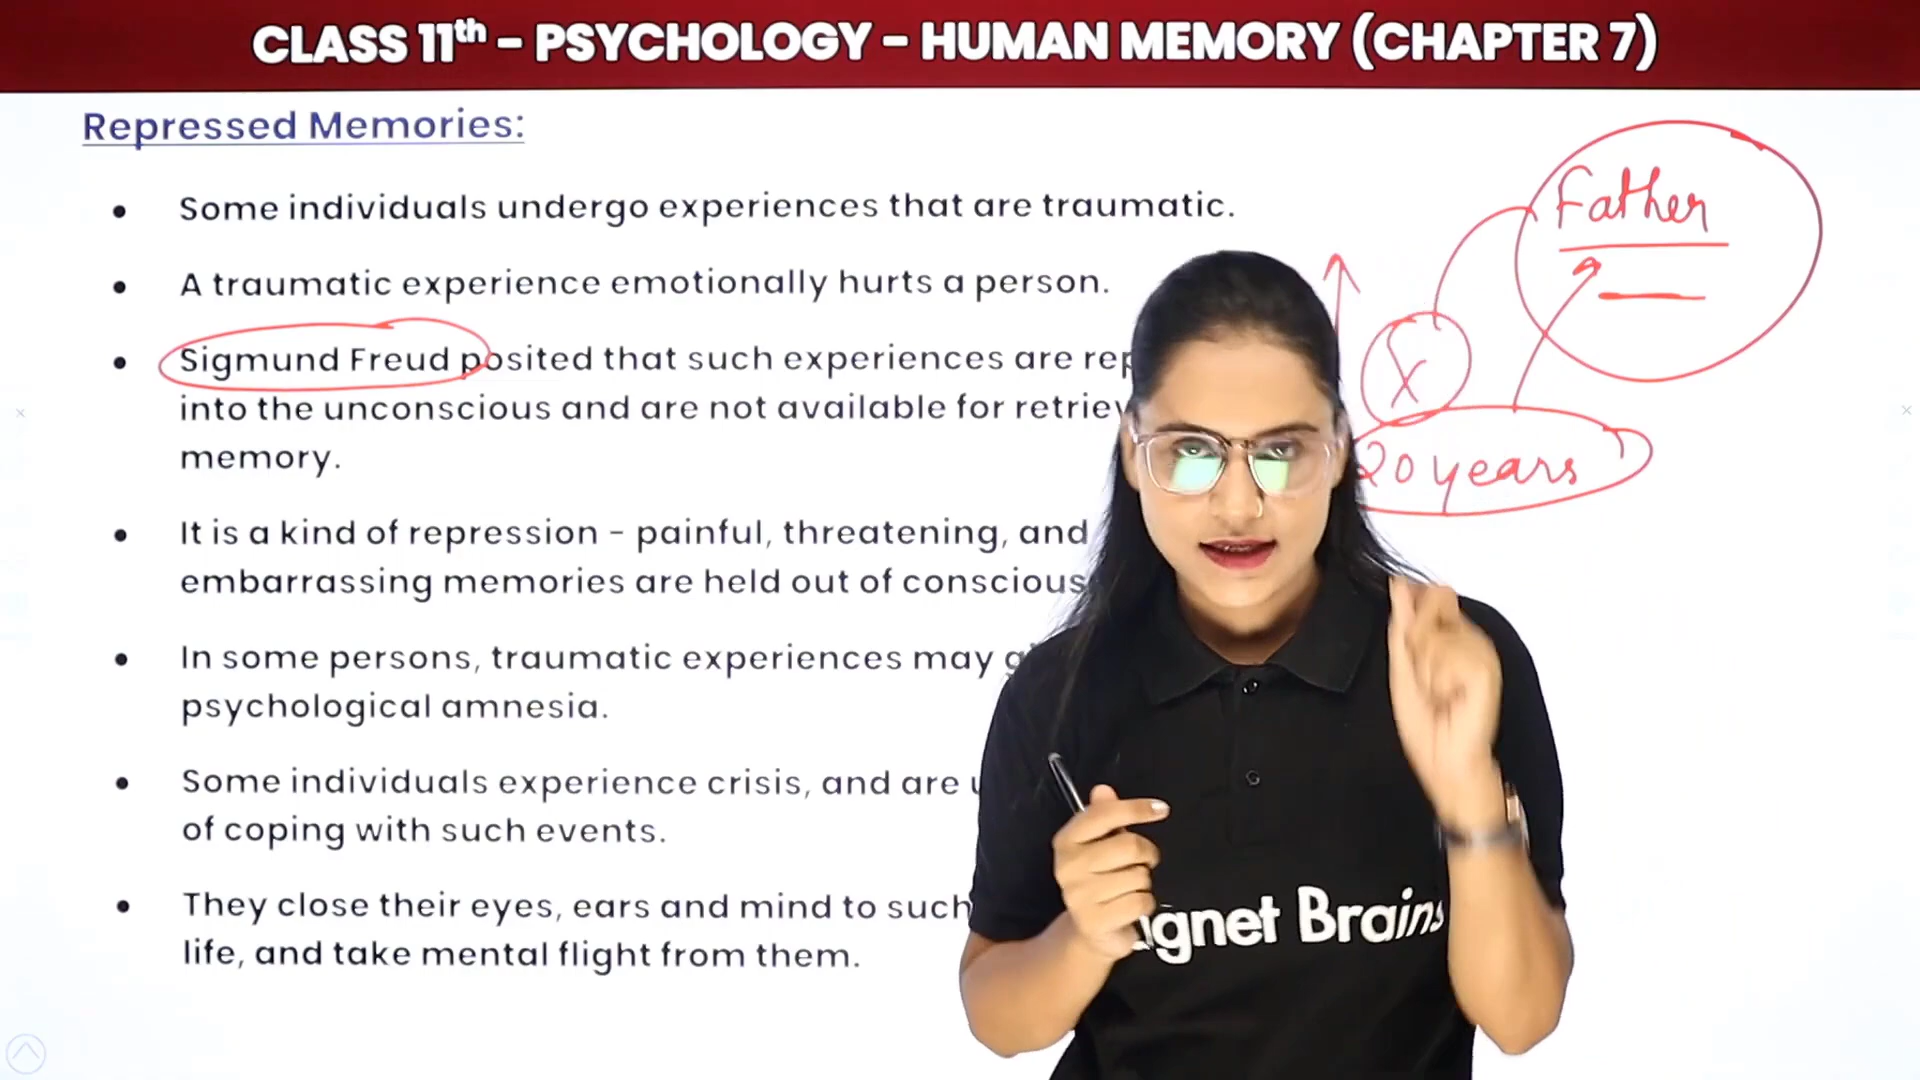 CLASS 11th – PSYCHOLOGY – HUMAN MEMORY (CHAPTER 7)
Repressed Memories:
• Some individuals undergo experiences that are traumatic.
• A traumatic experience emotionally hurts a person.
• Sigmund Freud posited that such experiences are
into the unconscious and are not available for
memory.
• It is a kind of repression – painful, threatening, and
embarrassing memories are held out of conscious
• In some persons, traumatic experiences may
psychological amnesia.
• Some individuals experience crisis, and are
of coping with such events.
• They close their eyes, ears and mind to such
life, and take mental flight from them.
Father
X
20 years
Brains